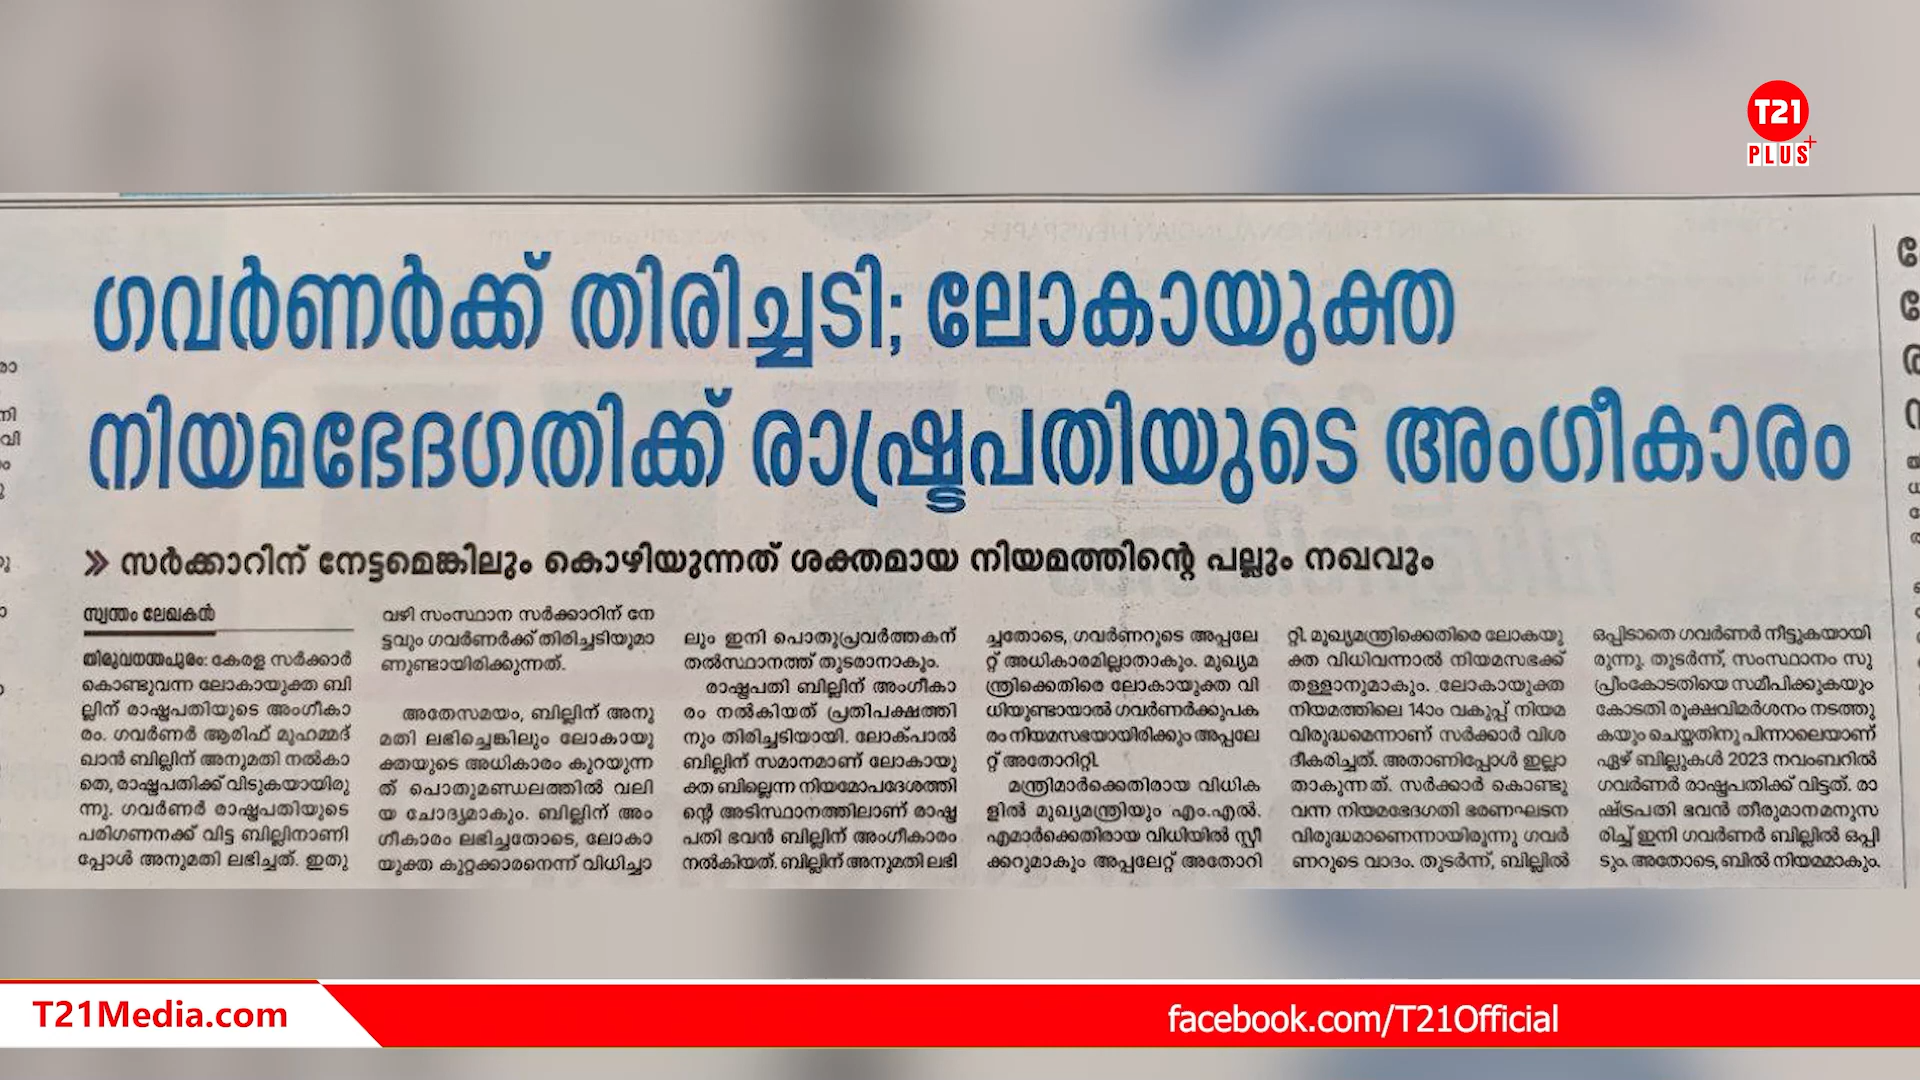 T21
PLUS+
ഗവർണർക്ക് തിരിച്ചടി; ലോകായുക്ത
നിയമഭേദഗതിക്ക് രാഷ്ട്രപതിയുടെ അംഗീകാരം
» സർക്കാറിന് നേട്ടമെങ്കിലും കൊഴിയുന്നത് ശക്തമായ നിയമത്തിന്റെ പല്ലും നഖവും
സ്വന്തം ലേഖകൻ
തിരുവനന്തപുരം: കേരള സർക്കാർ
കൊണ്ടുവന്ന ലോകായുക്ത ബി
ല്ലിന് രാഷ്ട്രപതിയുടെ അംഗീകാ
രം. ഗവർണർ ആരിഫ് മുഹമ്മദ്
ഖാൻ ബില്ലിന് അനുമതി നൽകാ
തെ, രാഷ്ട്രപതിക്ക് വിടുകയായിരു
ന്നു. ഗവർണർ രാഷ്ട്രപതിയുടെ
പരിഗണനക്ക് വിട്ട ബില്ലിനാണി
പ്പോൾ അനുമതി ലഭിച്ചത്. ഇതു
വഴി സംസ്ഥാന സർക്കാറിന് നേ
ട്ടവും ഗവർണർക്ക് തിരിച്ചടിയുമാ
ണുണ്ടായിരിക്കുന്നത്.
അതേസമയം, ബില്ലിന് അനു
മതി ലഭിച്ചെങ്കിലും ലോകായു
ക്തയുടെ അധികാരം കുറയുന്ന
ത് പൊതുമണ്ഡലത്തിൽ വലി
യ ചോദ്യമാകും. ബില്ലിന് അം
ഗീകാരം ലഭിച്ചതോടെ, ലോകാ
യുക്ത കുറ്റക്കാരനെന്ന് വിധിച്ചാ
ലും ഇനി പൊതുപ്രവർത്തകന്
തൽസ്ഥാനത്ത് തുടരാനാകും.
രാഷ്ട്രപതി ബില്ലിന് അംഗീകാ
രം നൽകിയത് പ്രതിപക്ഷത്തി
നും തിരിച്ചടിയായി. ലോക്പാൽ
ബില്ലിന് സമാനമാണ് ലോകായു
ക്ത ബില്ലെന്ന നിയമോപദേശത്തി
ന്റെ അടിസ്ഥാനത്തിലാണ് രാഷ്ട്ര
പതി ഭവൻ ബില്ലിന് അംഗീകാരം
നൽകിയത്. ബില്ലിന് അനുമതി ലഭി
ച്ചതോടെ, ഗവർണറുടെ അപ്പലേ
റ്റ് അധികാരമില്ലാതാകും. മുഖ്യമ
ന്ത്രിക്കെതിരെ ലോകായുക്ത വി
ധിയുണ്ടായാൽ ഗവർണർക്കുപക
രം നിയമസഭയായിരിക്കും അപ്പലേ
റ്റ് അതോറിറ്റി.
മന്ത്രിമാർക്കെതിരായ വിധിക
ളിൽ മുഖ്യമന്ത്രിയും എം.എൽ.
എമാർക്കെതിരായ വിധിയിൽ സ്പീ
ക്കറുമാകും അപ്പലേറ്റ് അതോറി
റ്റി. മുഖ്യമന്ത്രിക്കെതിരെ ലോകയു
ക്ത വിധിവന്നാൽ നിയമസഭക്ക്
തള്ളാനുമാകും. ലോകായുക്ത
നിയമത്തിലെ 14ാം വകുപ്പ് നിയമ
വിരുദ്ധമെന്നാണ് സർക്കാർ വിശ
ദീകരിച്ചത്. അതാണിപ്പോൾ ഇല്ലാ
താകുന്നത്. സർക്കാർ കൊണ്ടു
വന്ന നിയമഭേദഗതി ഭരണഘടന
വിരുദ്ധമാണെന്നായിരുന്നു ഗവർ
ണറുടെ വാദം. തുടർന്ന്, ബില്ലിൽ
ഒപ്പിടാതെ ഗവർണർ നീട്ടുകയായി
രുന്നു. തുടർന്ന്, സംസ്ഥാനം സു
പ്രീംകോടതിയെ സമീപിക്കുകയും
കോടതി രൂക്ഷവിമർശനം നടത്തു
കയും ചെയ്തതിനു പിന്നാലെയാണ്
ഏഴ് ബില്ലുകൾ 2023 നവംബറിൽ
ഗവർണർ രാഷ്ട്രപതിക്ക് വിട്ടത്. രാ
ഷ്ട്രപതി ഭവൻ തീരുമാനമനുസ
രിച്ച് ഇനി ഗവർണർ ബില്ലിൽ ഒപ്പി
ടും. അതോടെ, ബിൽ നിയമമാകും.
T21Media.com
facebook.com/T21Official